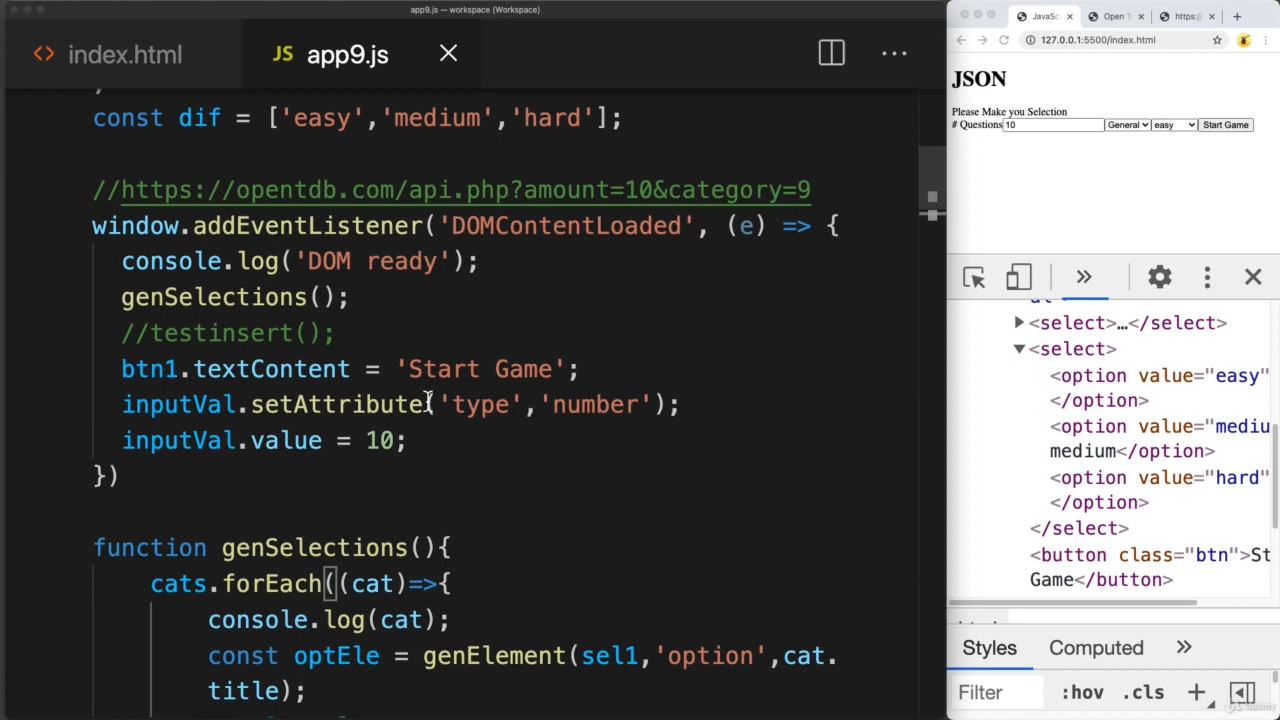 app9.js — workspace (Workspace)
index.html
JS app9.js
const dif = ['easy','medium','hard'];
//https://opentdb.com/api.php?amount=10&category=9
window.addEventListener('DOMContentLoaded', (e) => {
console.log('DOM ready');
genSelections();
//testinsert();
btn1.textContent = 'Start Game';
inputVal.setAttribute('type','number');
inputVal.value = 10;
})
function genSelections(){
cats.forEach((cat)=>{
console.log(cat);
const optEle = genElement(sel1,'option',cat.
title);
Open T
https:/
127.0.0.1:5500/index.html
JSON
Please Make you Selection
# Questions 10 General easy Start Game
<select>…</select>
<select>
<option value="easy"
</option>
<option value="mediu
medium</option>
<option value="hard"
</option>
</select>
<button class="btn">St
Game</button>
Styles Computed
Filter :hov .cls